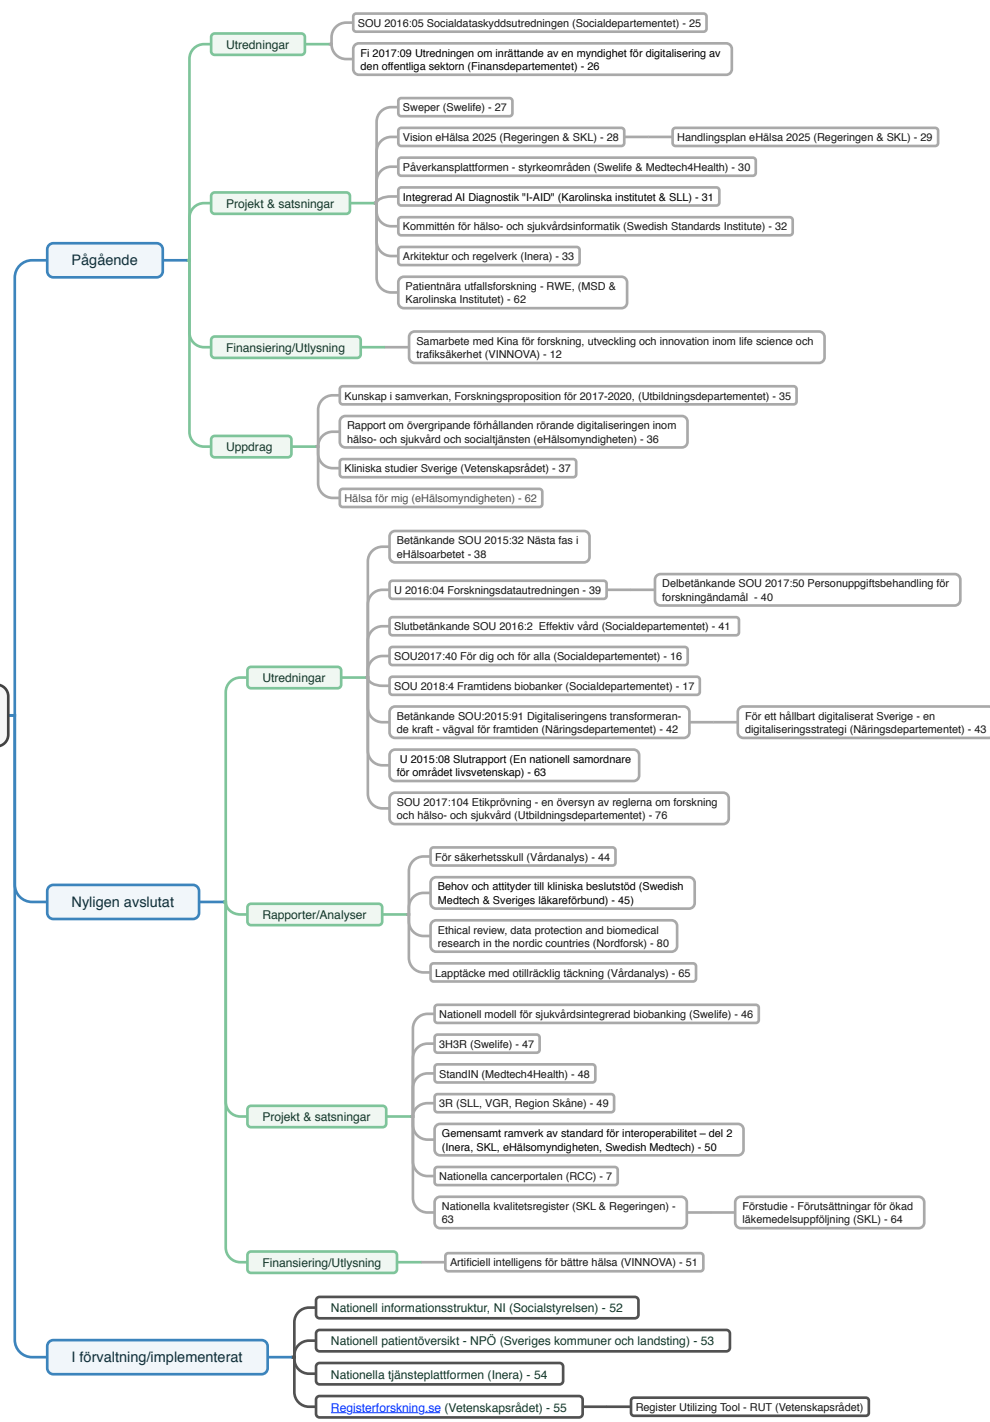 SOU 2016:05 Socialdataskyddsutredningen (Socialdepartementet) - 25
Utredningar
Fi 2017:09 Utredningen om inrättande av en myndighet för digitalisering av
den offentliga sektorn (Finansdepartementet) - 26
Sweper (Swelife) - 27
Vision eHälsa 2025 (Regeringen & SKL) - 28
Handlingsplan eHälsa 2025 (Regeringen & SKL) - 29
Påverkansplattformen - styrkeområden (Swelife & Medtech4Health) - 30
Projekt & satsningar
Integrerad AI Diagnostik "I-AID" (Karolinska institutet & SLL) - 31
Kommittén för hälso- och sjukvårdsinformatik (Swedish Standards Institute) - 32
Pågående
Arkitektur och regelverk (Inera) - 33
Patientnära utfallsforskning - RWE, (MSD &
Karolinska Institutet) - 62
Finansiering/Utlysning
Samarbete med Kina för forskning, utveckling och innovation inom life science och
trafiksäkerhet (VINNOVA) - 12
Kunskap i samverkan, Forskningsproposition för 2017-2020, (Utbildningsdepartementet) - 35
Rapport om övergripande förhållanden rörande digitaliseringen inom
hälso- och sjukvård och socialtjänsten (eHälsomyndigheten) - 36
Uppdrag
Kliniska studier Sverige (Vetenskapsrådet) - 37
Hälsa för mig (eHälsomyndigheten) - 62
Betänkande SOU 2015:32 Nästa fas i
eHälsoarbetet - 38
U 2016:04 Forskningsdatautredningen - 39
Delbetänkande SOU 2017:50 Personuppgiftsbehandling för
forskningändamål - 40
Slutbetänkande SOU 2016:2 Effektiv vård (Socialdepartementet) - 41
SOU2017:40 För dig och för alla (Socialdepartementet) - 16
Utredningar
SOU 2018:4 Framtidens biobanker (Socialdepartementet) - 17
Betänkande SOU:2015:91 Digitaliseringens transformeran-
de kraft - vägval för framtiden (Näringsdepartementet) - 42
För ett hållbart digitaliserat Sverige - en
digitaliseringsstrategi (Näringsdepartementet) - 43
U 2015:08 Slutrapport (En nationell samordnare
för området livsvetenskap) - 63
SOU 2017:104 Etikprövning - en översyn av reglerna om forskning
och hälso- och sjukvård (Utbildningsdepartementet) - 76
För säkerhetsskull (Vårdanalys) - 44
Nyligen avslutat
Behov och attityder till kliniska beslutstöd (Swedish
Medtech & Sveriges läkareförbund) - 45)
Rapporter/Analyser
Ethical review, data protection and biomedical
research in the nordic countries (Nordforsk) - 80
Lapptäcke med otillräcklig täckning (Vårdanalys) - 65
Nationell modell för sjukvårdsintegrerad biobanking (Swelife) - 46
3H3R (Swelife) - 47
StandIN (Medtech4Health) - 48
3R (SLL, VGR, Region Skåne) - 49
Projekt & satsningar
Gemensamt ramverk av standard för interoperabilitet – del 2
(Inera, SKL, eHälsomyndigheten, Swedish Medtech) - 50
Nationella cancerportalen (RCC) - 7
Nationella kvalitetsregister (SKL & Regeringen) -
63
Förstudie - Förutsättningar för ökad
läkemedelsuppföljning (SKL) - 64
Finansiering/Utlysning
Artificiell intelligens för bättre hälsa (VINNOVA) - 51
Nationell informationsstruktur, NI (Socialstyrelsen) - 52
Nationell patientöversikt - NPÖ (Sveriges kommuner och landsting) - 53
I förvaltning/implementerat
Nationella tjänsteplattformen (Inera) - 54
Registerforskning.se (Vetenskapsrådet) - 55
Register Utilizing Tool - RUT (Vetenskapsrådet)